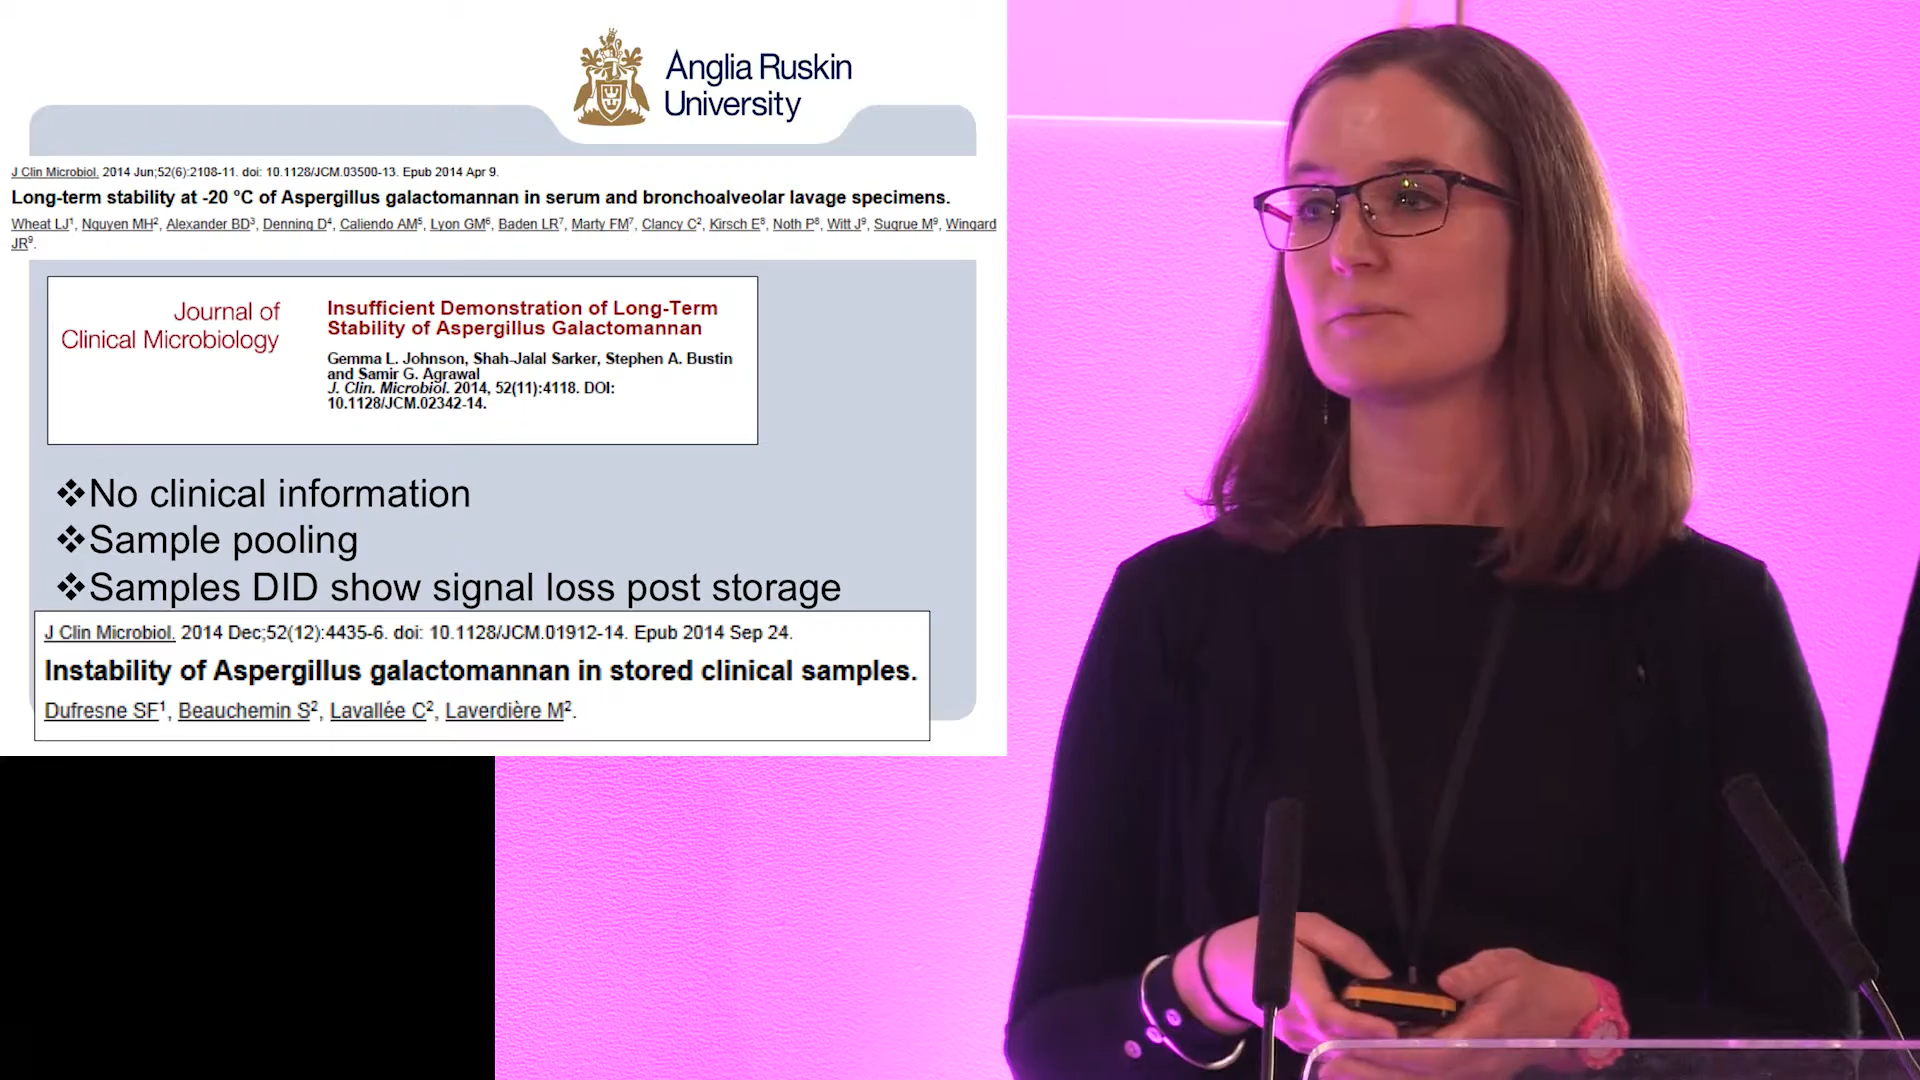 Anglia Ruskin
University
J Clin Microbiol. 2014 Jun;52(6):2108-11. doi: 10.1128/JCM.03500-13. Epub 2014 Apr 9.
Long-term stability at -20 °C of Aspergillus galactomannan in serum and bronchoalveolar lavage specimens.
Wheat LJ1, Nguyen MH2, Alexander BD3, Denning D4, Caliendo AM5, Lyon GM6, Baden LR7, Marty FM7, Clancy C2, Kirsch E8, Noth P8, Witt J9, Sugrue M9, Wingard
JR9.
Journal of
Clinical Microbiology
Insufficient Demonstration of Long-Term
Stability of Aspergillus Galactomannan
Gemma L. Johnson, Shah-Jalal Sarker, Stephen A. Bustin
and Samir G. Agrawal
J. Clin. Microbiol. 2014, 52(11):4118. DOI:
10.1128/JCM.02342-14.
❖No clinical information
❖Sample pooling
❖Samples DID show signal loss post storage
J Clin Microbiol. 2014 Dec;52(12):4435-6. doi: 10.1128/JCM.01912-14. Epub 2014 Sep 24.
Instability of Aspergillus galactomannan in stored clinical samples.
Dufresne SF1, Beauchemin S2, Lavallée C2, Laverdière M2.